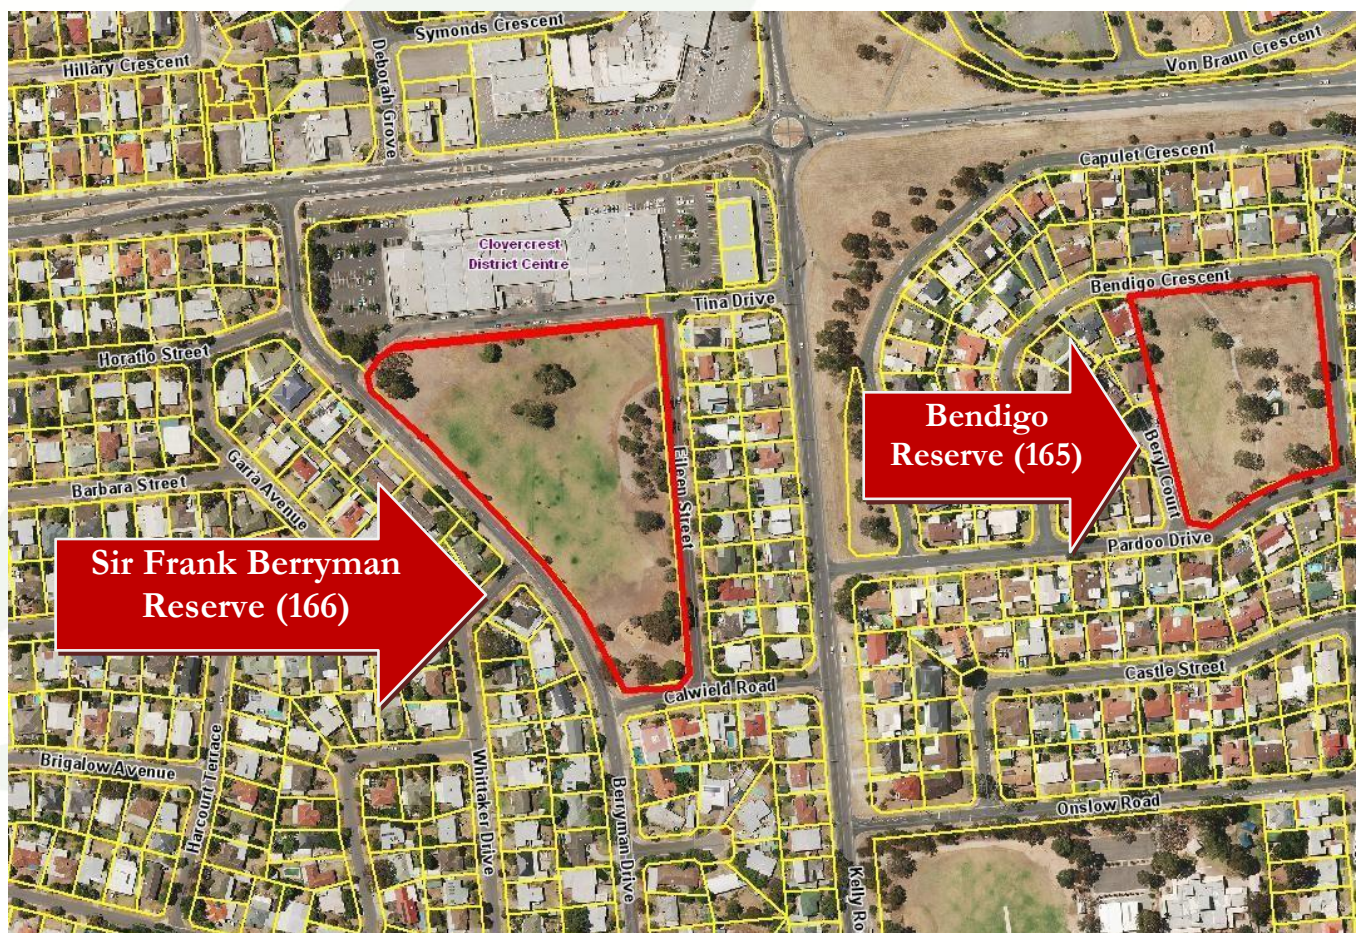 Symonds Crescent
Hillary Crescent
Deborah Grove
Von Braun Crescent
Capulet Crescent
Clovercrest
District Centre
Bendigo Crescent
Tina Drive
Horatio Street
Bendigo
Reserve (165)
Beryl Court
Garra Avenue
Barbara Street
Eileen Street
Pardoo Drive
Sir Frank Berryman
Reserve (166)
Castle Street
Calwield Road
Brigalow Avenue
Harcourt Terrace
Whittaker Drive
Berryman Drive
Onslow Road
Kelly Ro